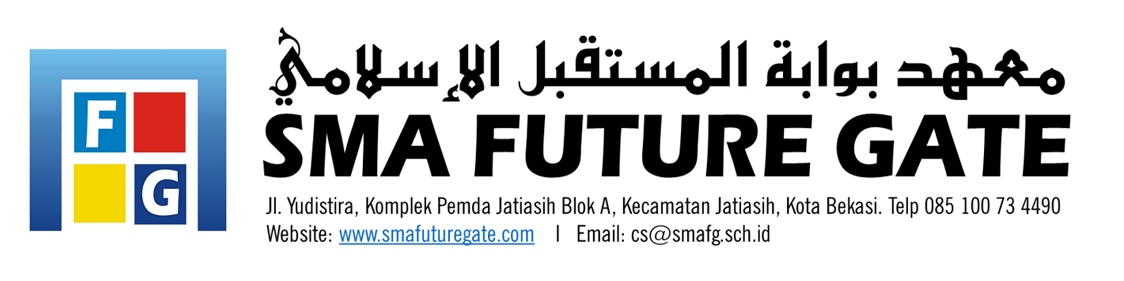 معهد بوابة المستقبل الإسلامي
SMA FUTURE GATE
Jl. Yudistira, Komplek Pemda Jatiasih Blok A, Kecamatan Jatiasih, Kota Bekasi. Telp 085 100 73 4490
Website: www.smafuturegate.com | Email: cs@smafg.sch.id
F
G